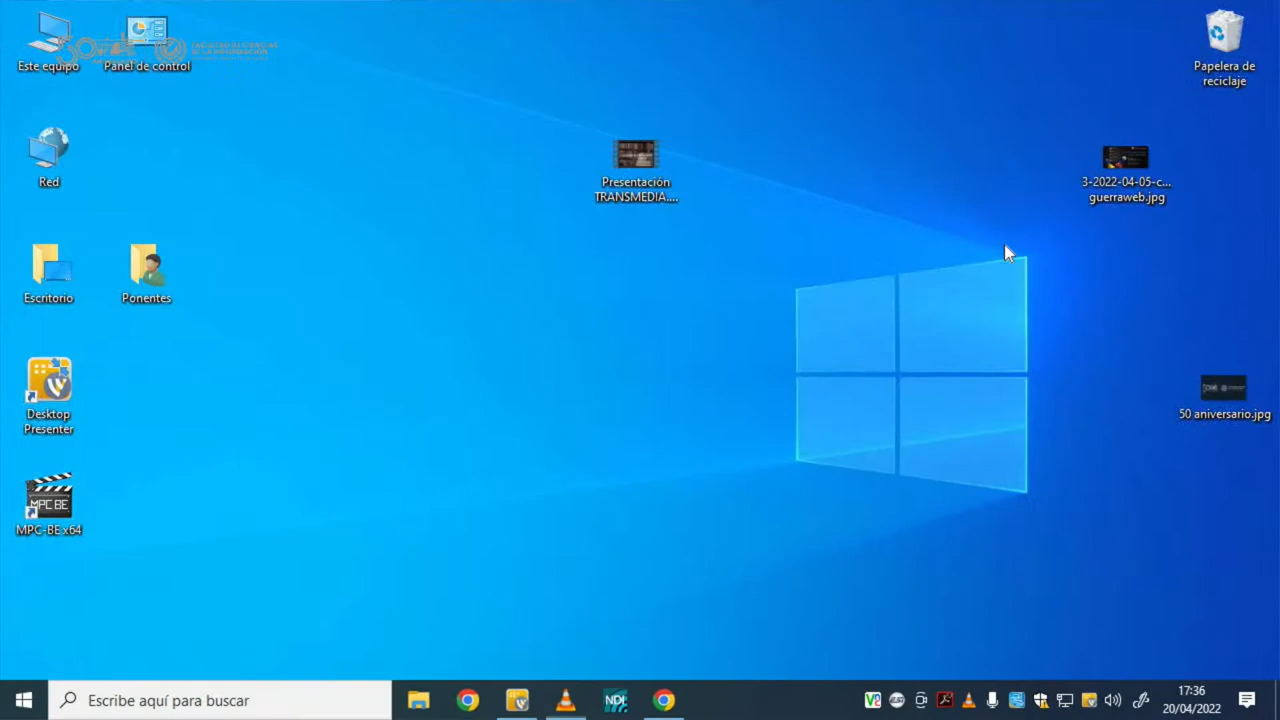 Este equipo
Panel de control
Papelera de
reciclaje
Red
Presentación
TRANSMEDIA....
3-2022-04-05-c...
guerraweb.jpg
Escritorio
Ponentes
Desktop
Presenter
50 aniversario.jpg
MPC BE
MPC-BE x64
Escribe aquí para buscar
NDI
17:36
20/04/2022